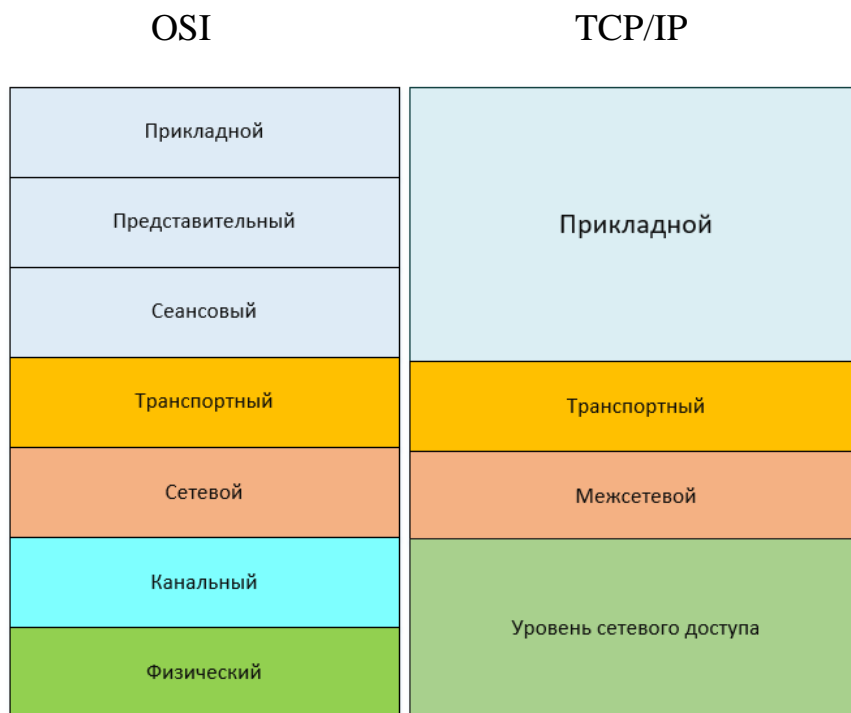 OSI
TCP/IP
Прикладной
Представительный
Сеансовый
Транспортный
Сетевой
Канальный
Физический
Прикладной
Транспортный
Межсетевой
Уровень сетевого доступа